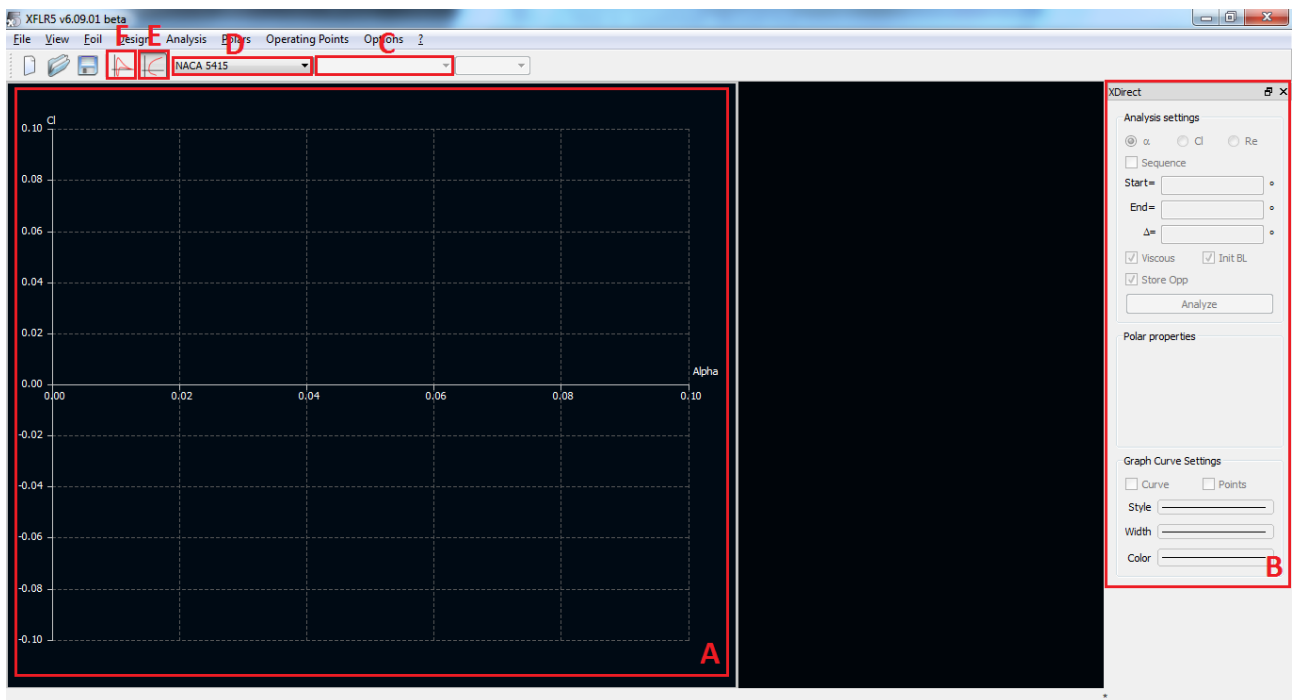 XFLR5 v6.09.01 beta
File View Foil Design Analysis Polars Operating Points Options ?
F E D C
NACA 5415
XDirect
Analysis settings
α Cl Re
Sequence
Start= °
End= °
Δ= °
Viscous Init BL
Store Opp
Analyze
Polar properties
Graph Curve Settings
Curve Points
Style
Width
Color
B
Cl
0.10
0.08
0.06
0.04
0.02
Alpha
0.00
0.00 0.02 0.04 0.06 0.08 0.10
-0.02
-0.04
-0.06
-0.08
-0.10
A
*